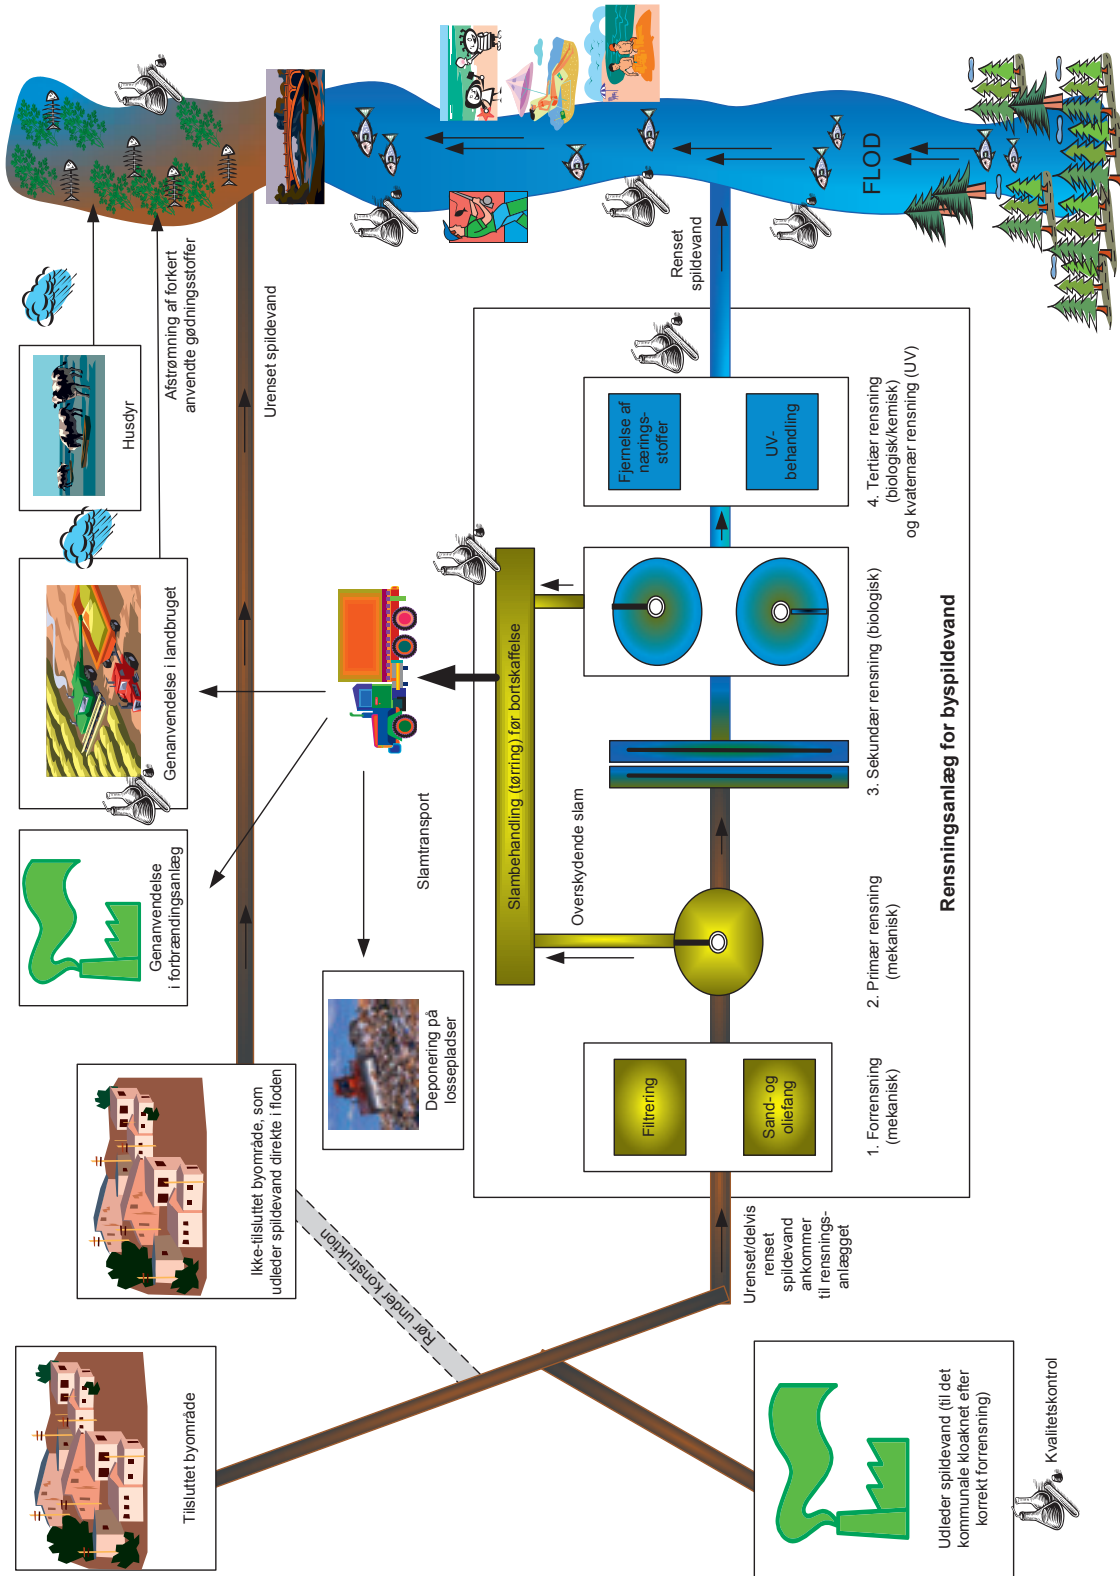 Tilsluttet byområde
Ikke-tilsluttet byområde, som
udleder spildevand direkte i floden
Genanvendelse
i forbrændingsanlæg
Genanvendelse i landbruget
Husdyr
Afstrømning af forkert
anvendte gødningsstoffer
Urenset spildevand
Rør under konstruktion
Deponering på
lossepladser
Slamtransport
Slambehandling (tørring) før bortskaffelse
Overskydende slam
Renset
spildevand
FLOD
Urenset/delvis
renset
spildevand
ankommer
til rensnings-
anlægget
Filtrering
Sand- og
oliefang
1. Forrensning
(mekanisk)
2. Primær rensning
(mekanisk)
3. Sekundær rensning (biologisk)
Fjernelse af
nærings-
stoffer
UV-
behandling
4. Tertiær rensning
(biologisk/kemisk)
og kvaternær rensning (UV)
Rensningsanlæg for byspildevand
Udleder spildevand (til det
kommunale kloaknet efter
korrekt forrensning)
Kvalitetskontrol